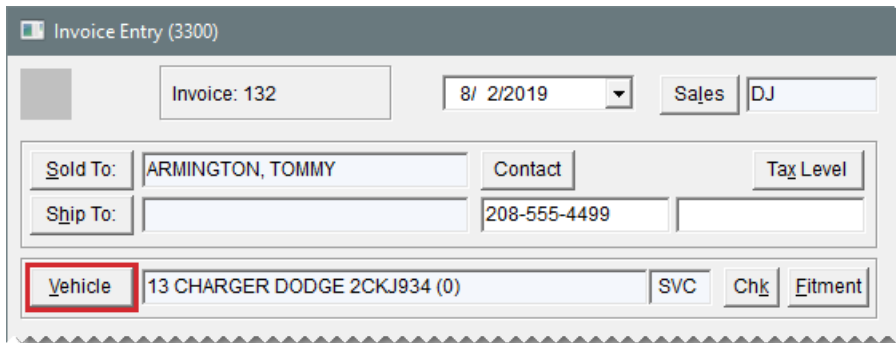 Invoice Entry (3300)
Invoice: 132 8/ 2/2019 Sales DJ
Sold To: ARMINGTON, TOMMY Contact Tax Level
Ship To: 208-555-4499
Vehicle 13 CHARGER DODGE 2CKJ934 (0) SVC Chk Fitment